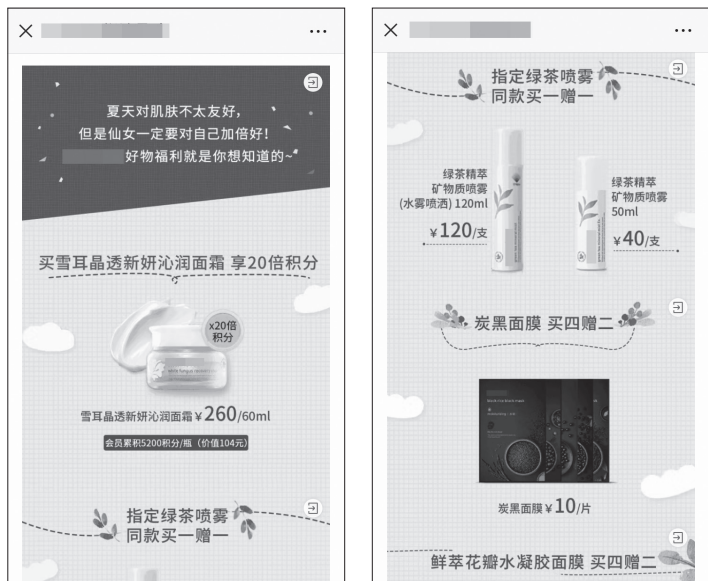 夏天对肌肤不太友好，
但是仙女一定要对自己加倍好！
好物福利就是你想知道的~
买雪耳晶透新妍沁润面霜 享20倍积分
x20倍
积分
雪耳晶透新妍沁润面霜￥260/60ml
会员累积5200积分/瓶（价值104元）
指定绿茶喷雾
同款买一赠一
指定绿茶喷雾
同款买一赠一
绿茶精萃
矿物质喷雾
(水雾喷洒) 120ml
￥120/支
绿茶精萃
矿物质喷雾
50ml
￥40/支
炭黑面膜 买四赠二
炭黑面膜￥10/片
鲜萃花瓣水凝胶面膜 买四赠二